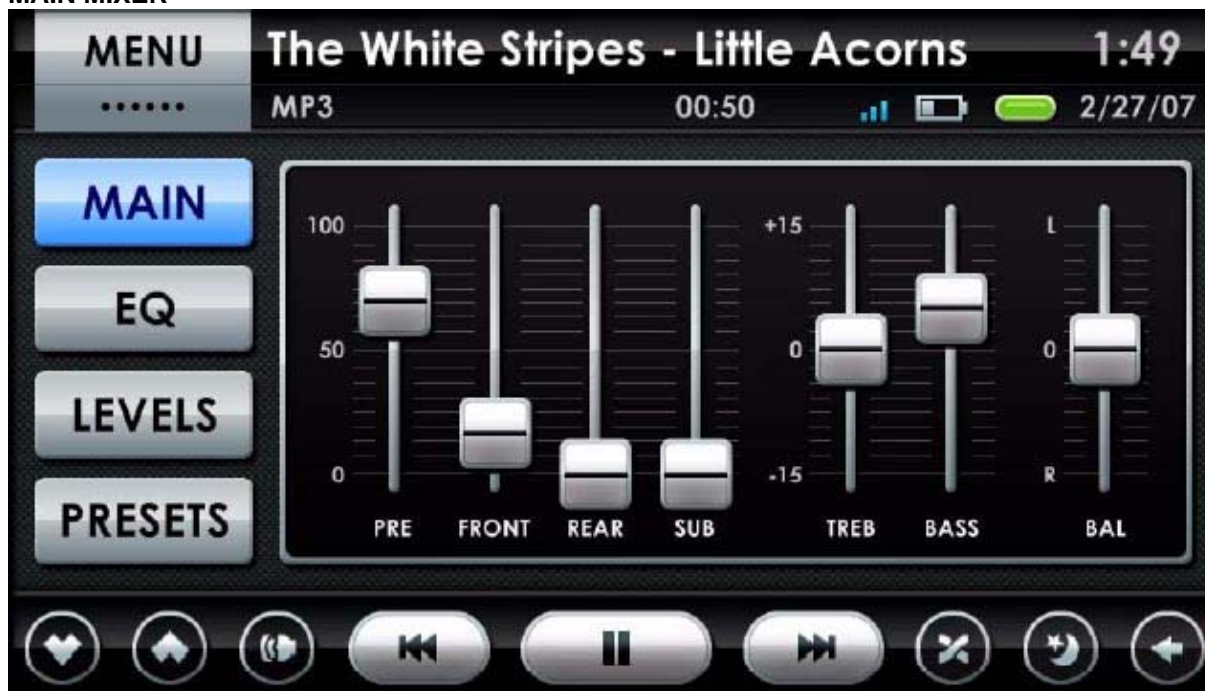 MAIN MIXER
MENU
The White Stripes - Little Acorns 1:49
MP3 00:50 2/27/07
MAIN
EQ
LEVELS
PRESETS
100 +15 L
50 0 0
0 -15 R
PRE FRONT REAR SUB TREB BASS BAL